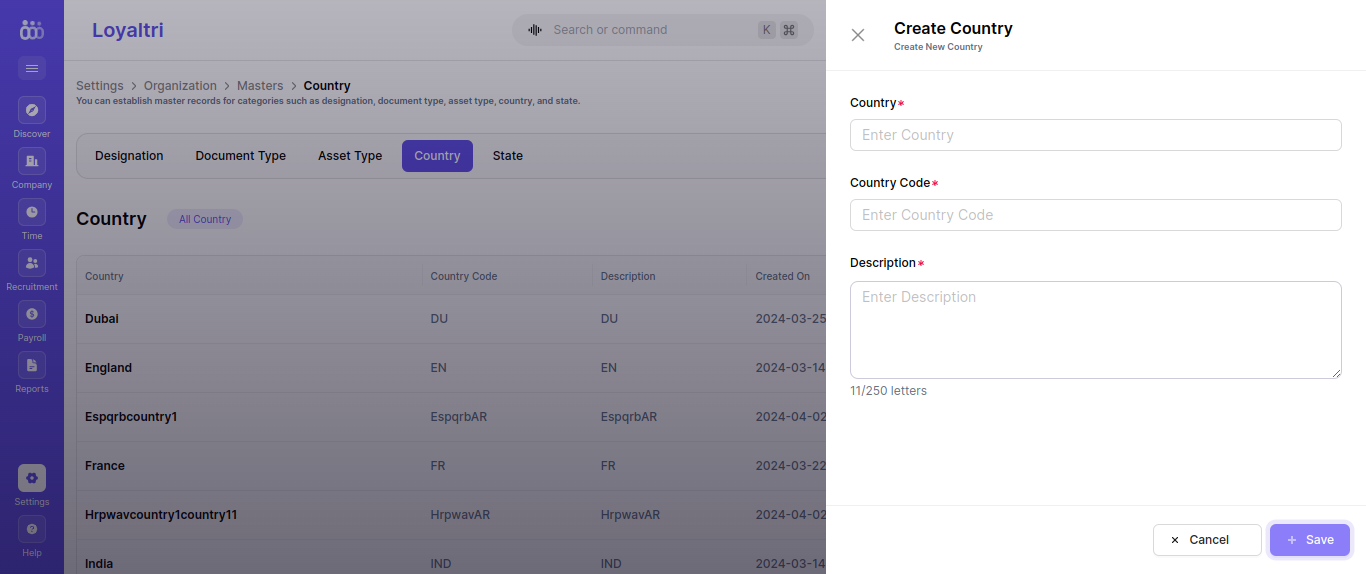 Loyaltri
Search or command
K ⌘
Discover
Company
Time
Recruitment
Payroll
Reports
Settings
Help
Settings > Organization > Masters > Country
You can establish master records for categories such as designation, document type, asset type, country, and state.
Designation Document Type Asset Type Country State
Country All Country
Country Country Code Description Created On
Dubai DU DU 2024-03-25
England EN EN 2024-03-14
Espqrbcountry1 EspqrbAR EspqrbAR 2024-04-02
France FR FR 2024-03-22
Hrpwavcountry1country11 HrpwavAR HrpwavAR 2024-04-02
India IND IND 2024-03-14
Create Country
Create New Country
Country*
Enter Country
Country Code*
Enter Country Code
Description*
Enter Description
11/250 letters
× Cancel + Save